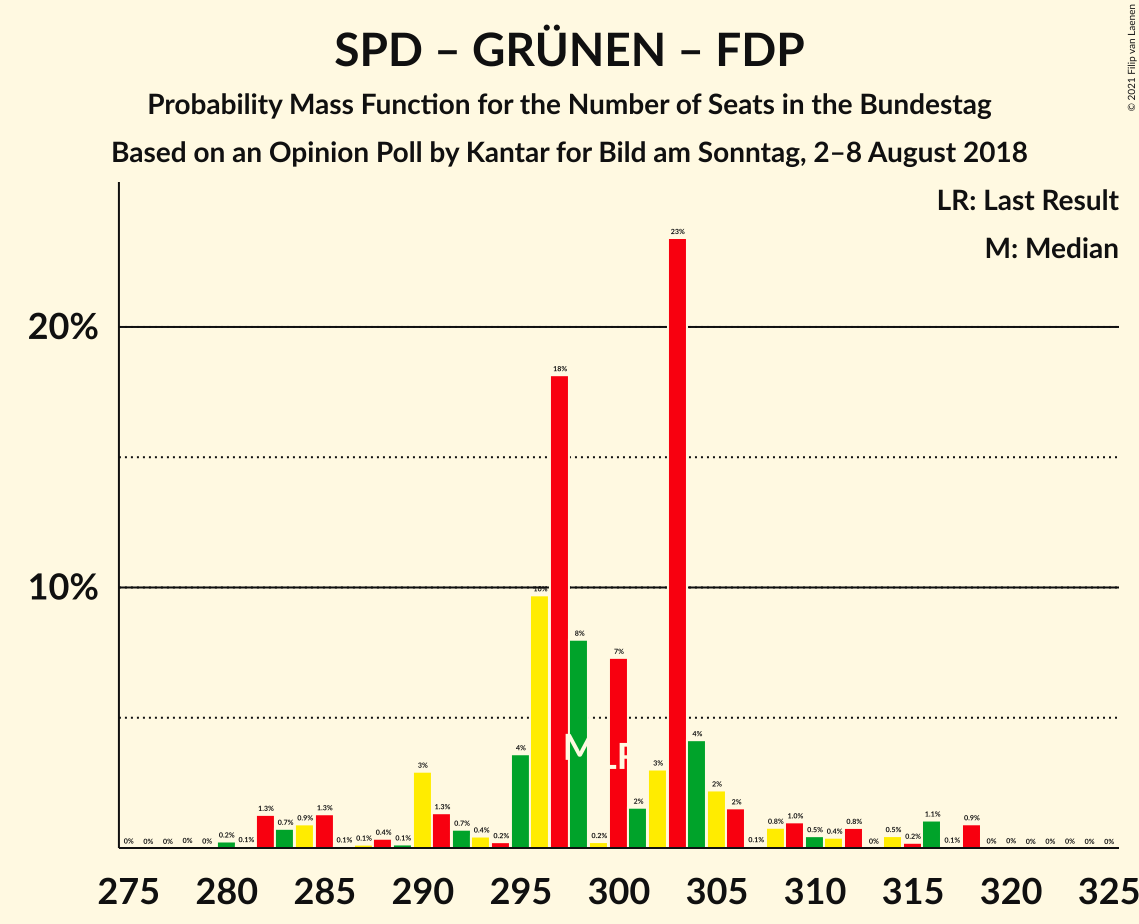 SPD – GRÜNEN – FDP
Probability Mass Function for the Number of Seats in the Bundestag
Based on an Opinion Poll by Kantar for Bild am Sonntag, 2–8 August 2018
© 2021 Filip van Laenen
LR: Last Result
M: Median
20%
10%
0% 0% 0% 0% 0% 0.2% 0.1% 1.3% 0.7% 0.9% 1.3% 0.1% 0.1% 0.4% 0.1% 3% 1.3% 0.7% 0.4% 0.2% 4% 10% 18% 8% 0.2% 7% 2% 3% 23% 4% 2% 2% 0.1% 0.8% 1.0% 0.5% 0.4% 0.8% 0% 0.5% 0.2% 1.1% 0.1% 0.9% 0% 0% 0% 0% 0% 0% 0%
M LR
275 280 285 290 295 300 305 310 315 320 325